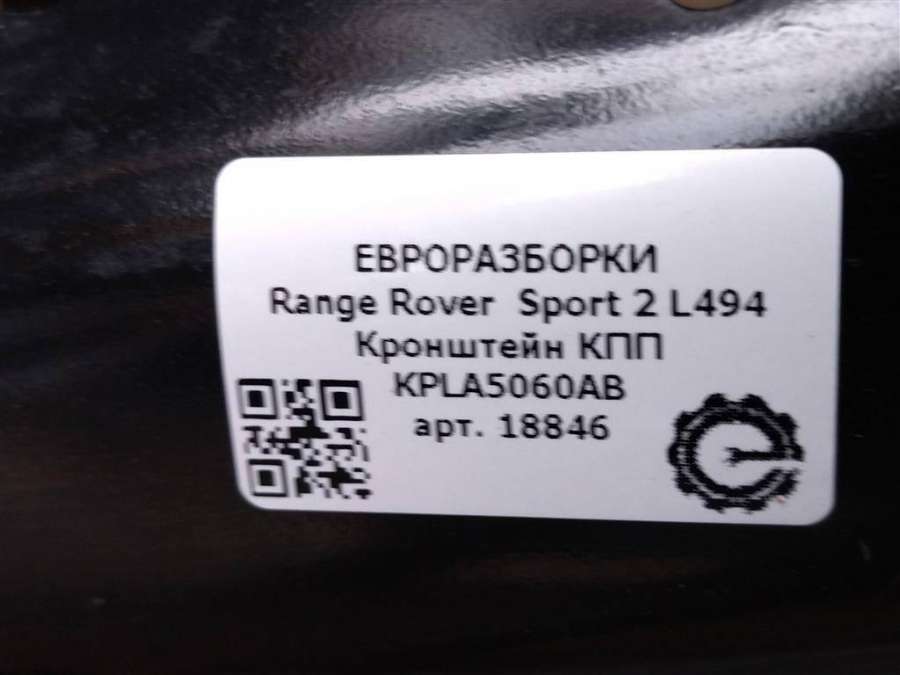 ЕВРОРАЗБОРКИ
Range Rover Sport 2 L494
Кронштейн КПП
KPLA5060AB
арт. 18846